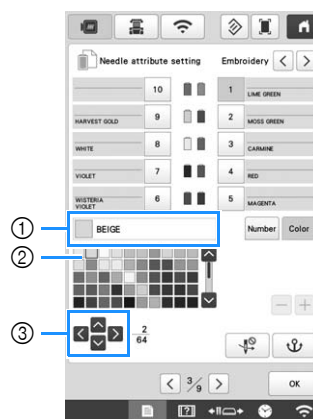 Needle attribute setting Embroidery < >
10 1 LIME GREEN
HARVEST GOLD 9 2 MOSS GREEN
WHITE 8 3 CARMINE
VIOLET 7 4 RED
WISTERIA VIOLET 6 5 MAGENTA
① BEIGE Number Color
②
③ 2/64
− +
< 3/9 > OK